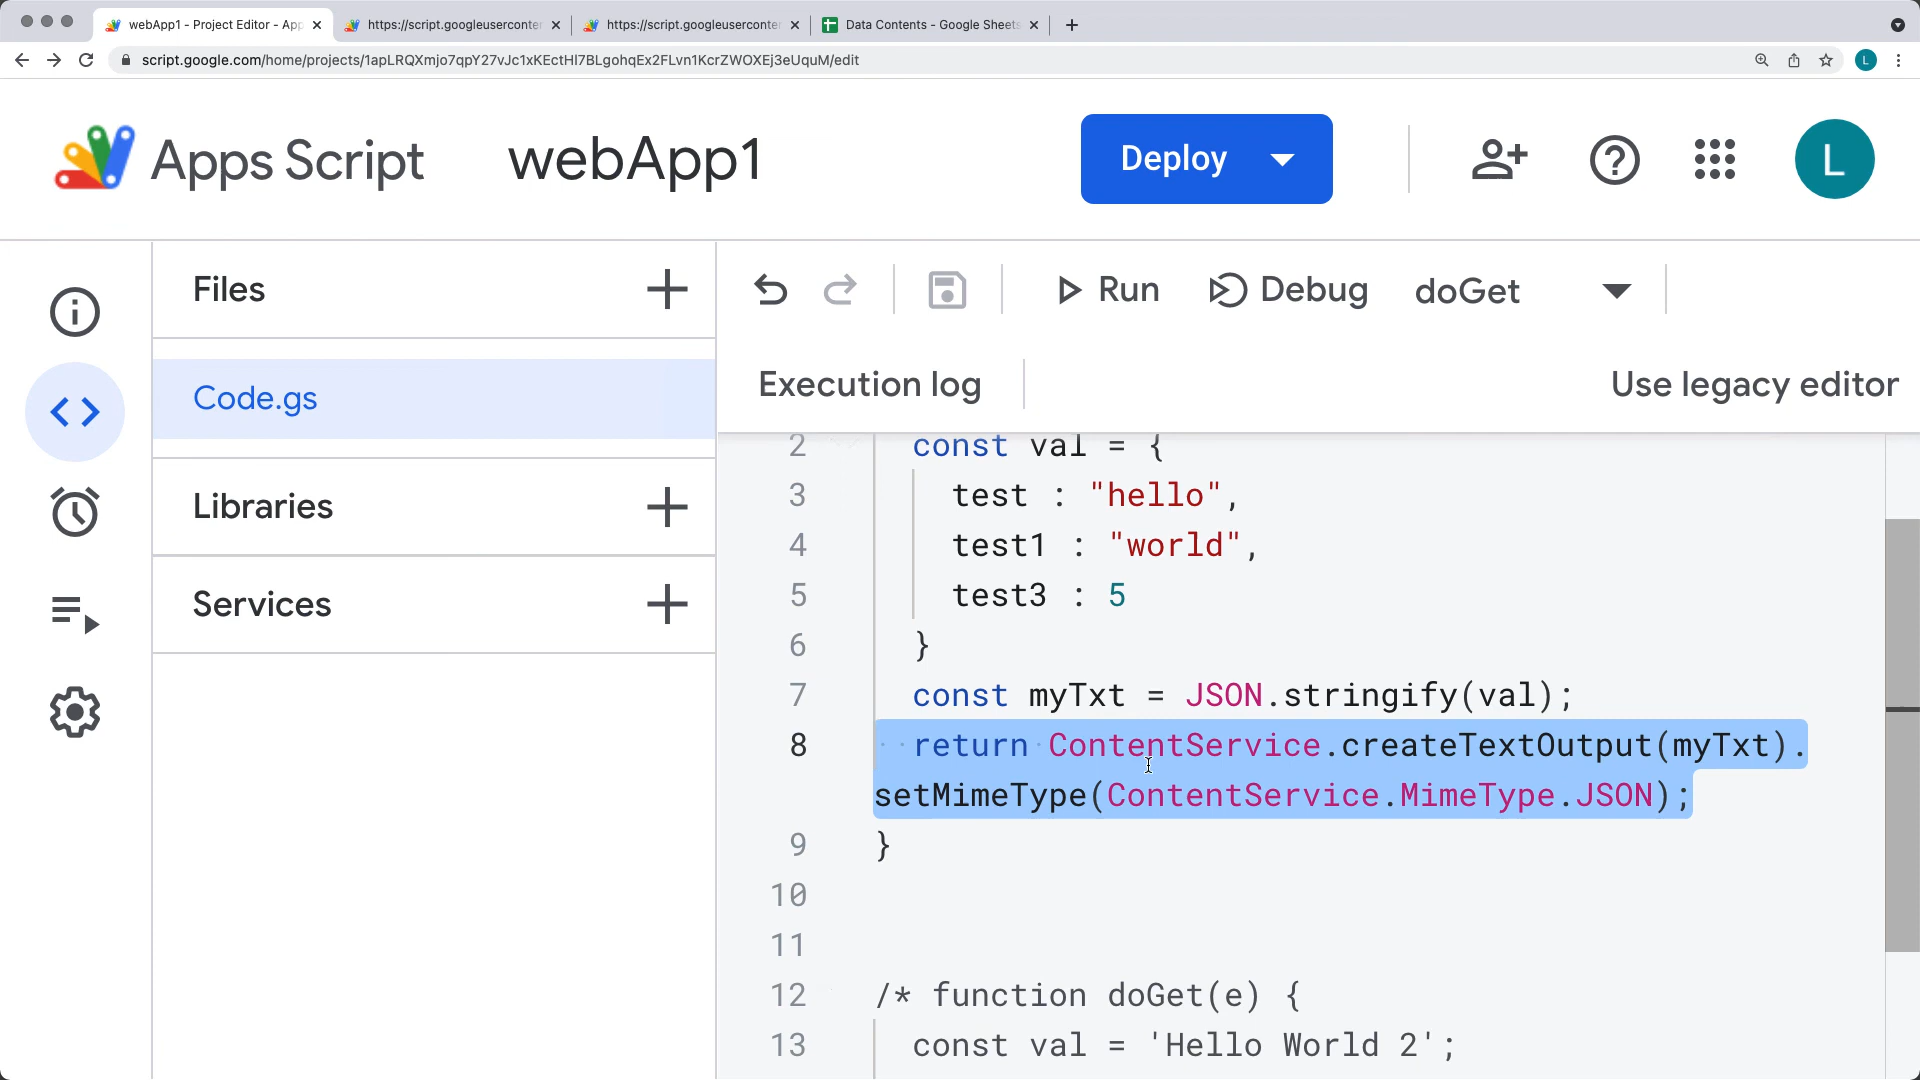 webApp1 - Project Editor - App
https://script.googleuserconten
https://script.googleuserconten
Data Contents - Google Sheets
script.google.com/home/projects/1apLRQXmjo7qpY27vJc1xKEctHl7BLgohqEx2FLvn1KcrZWOXEj3eUquM/edit
L
Apps Script
webApp1
Deploy
L
Files
Run
Debug
doGet
Code.gs
Execution log
Use legacy editor
Libraries
Services
2 const val = {
3 test : "hello",
4 test1 : "world",
5 test3 : 5
6 }
7 const myTxt = JSON.stringify(val);
8 return ContentService.createTextOutput(myTxt).
setMimeType(ContentService.MimeType.JSON);
9 }
10
11
12 /* function doGet(e) {
13 const val = 'Hello World 2';